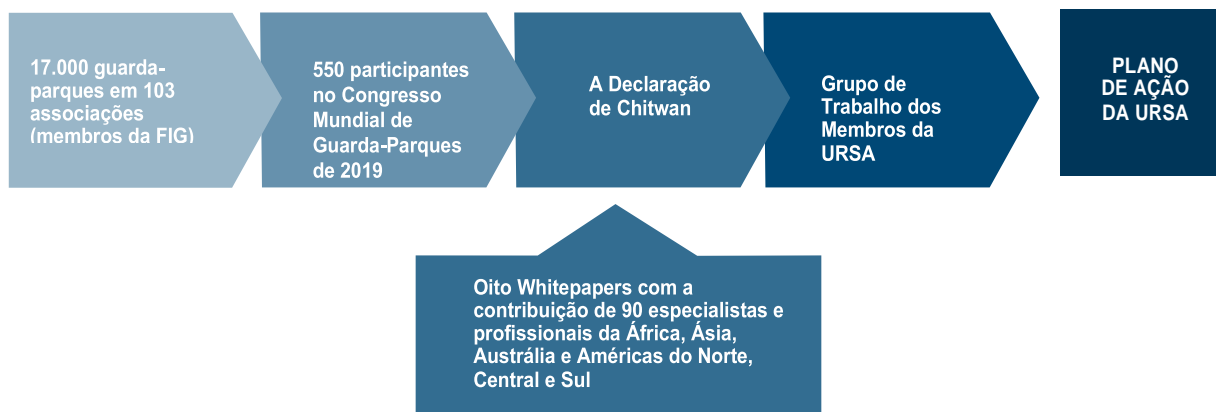 17.000 guarda-
parques em 103
associações
(membros da FIG)
550 participantes
no Congresso
Mundial de
Guarda-Parques
de 2019
A Declaração
de Chitwan
Grupo de
Trabalho dos
Membros da
URSA
PLANO
DE AÇÃO
DA URSA
Oito Whitepapers com a
contribuição de 90 especialistas e
profissionais da África, Ásia,
Austrália e Américas do Norte,
Central e Sul